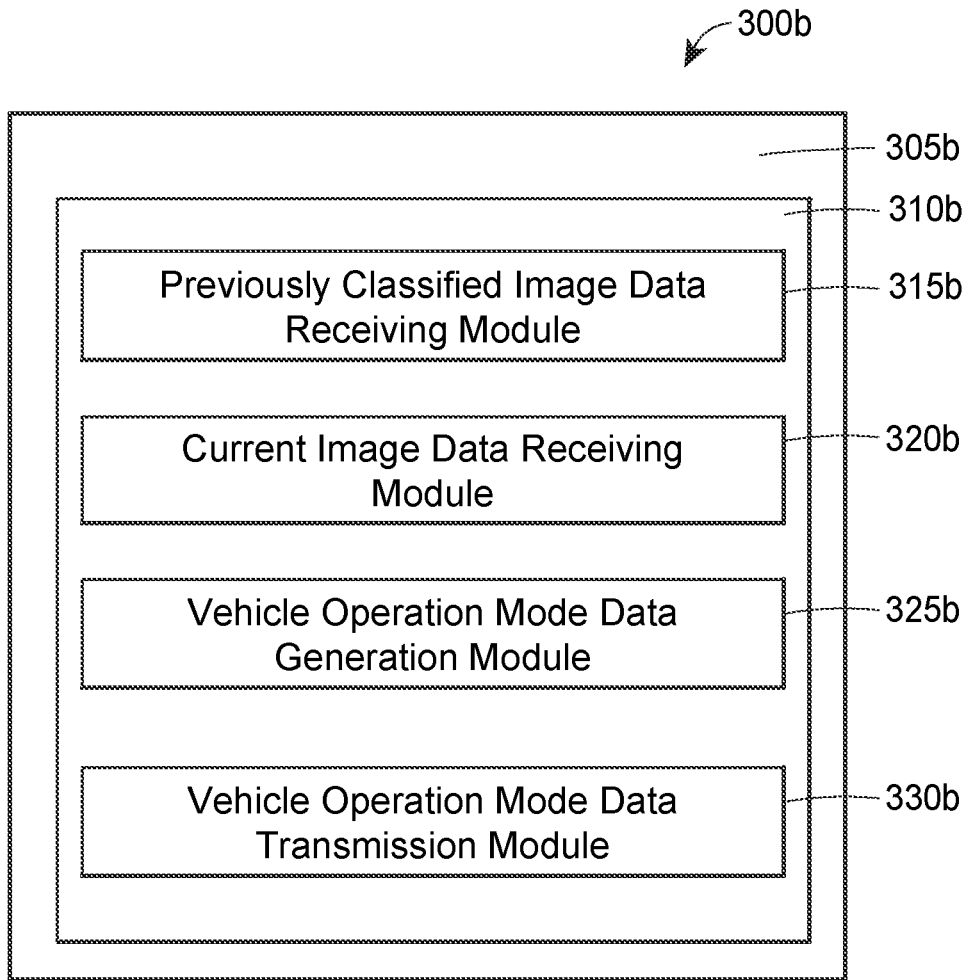 300b
305b
310b
Previously Classified Image Data
Receiving Module
315b
Current Image Data Receiving
Module
320b
Vehicle Operation Mode Data
Generation Module
325b
Vehicle Operation Mode Data
Transmission Module
330b